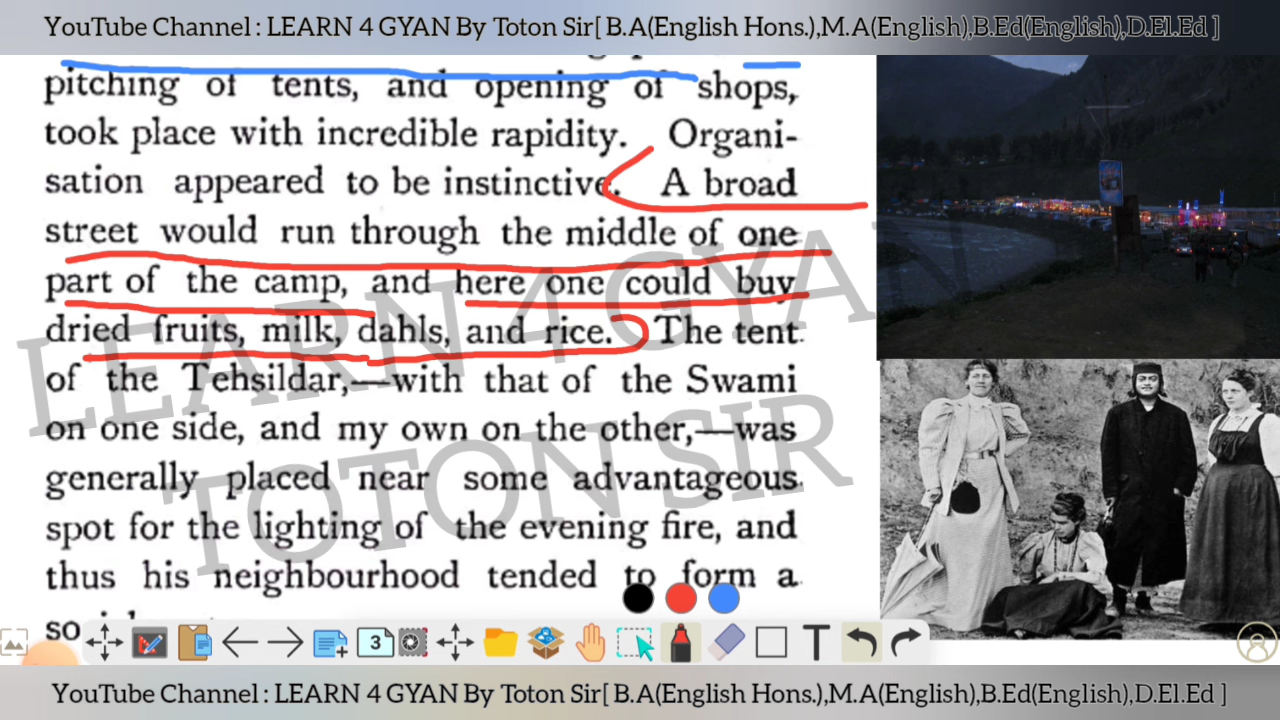 YouTube Channel : LEARN 4 GYAN By Toton Sir[ B.A(English Hons.),M.A(English),B.Ed(English),D.El.Ed ]
pitching of tents, and opening of shops,
took place with incredible rapidity. Organi-
sation appeared to be instinctive. A broad
street would run through the middle of one
part of the camp, and here one could buy
dried fruits, milk, dahls, and rice. The tent
of the Tehsildar,—with that of the Swami
on one side, and my own on the other,—was
generally placed near some advantageous
spot for the lighting of the evening fire, and
thus his neighbourhood tended to form a
LEARN 4 GYAN
TOTON SIR
3
T
YouTube Channel : LEARN 4 GYAN By Toton Sir[ B.A(English Hons.),M.A(English),B.Ed(English),D.El.Ed ]